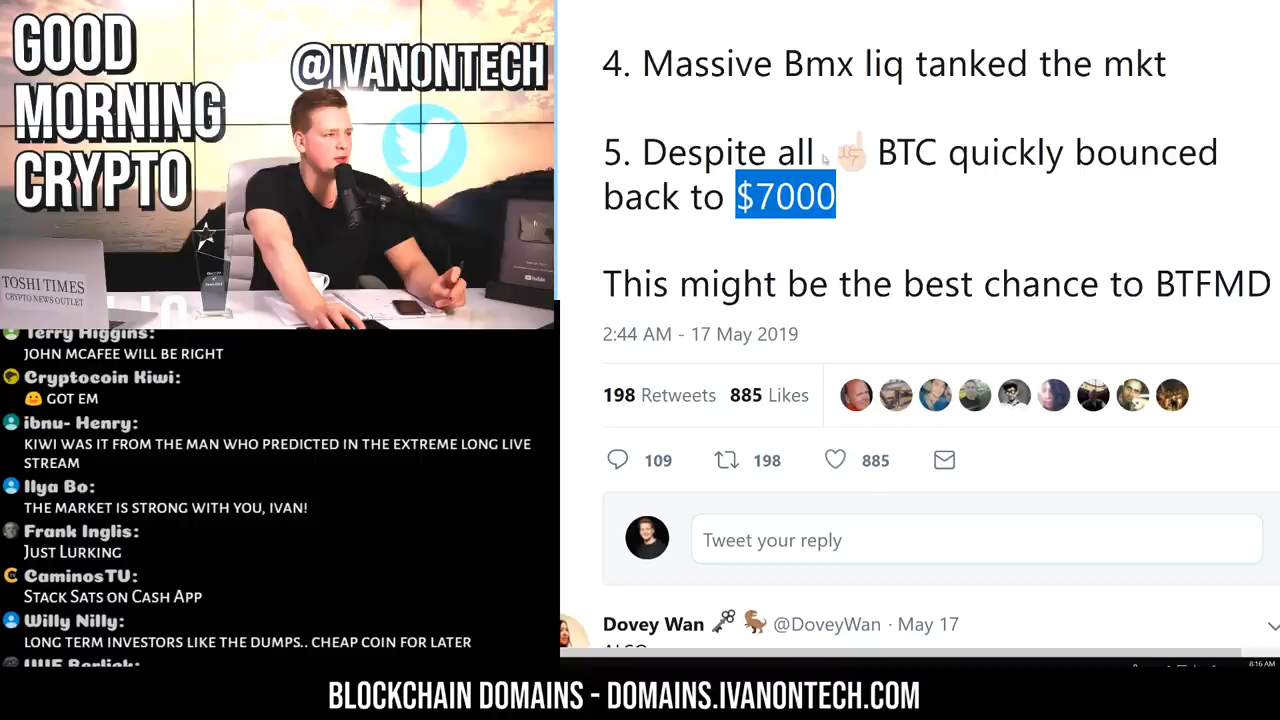 GOOD
MORNING
CRYPTO
@IVANONTECH
TOSHI TIMES
CRYPTO NEWS OUTLET
YouTube
4. Massive Bmx liq tanked the mkt
5. Despite all ☝🏻 BTC quickly bounced
back to $7000
This might be the best chance to BTFMD
2:44 AM - 17 May 2019
198 Retweets 885 Likes
109 198 885
Tweet your reply
Dovey Wan 🗝 🦖 @DoveyWan · May 17
Terry Higgins:
JOHN MCAFEE WILL BE RIGHT
Cryptocoin Kiwi:
GOT EM
ibnu- Henry:
KIWI WAS IT FROM THE MAN WHO PREDICTED IN THE EXTREME LONG LIVE
STREAM
Ilya Bo:
THE MARKET IS STRONG WITH YOU, IVAN!
Frank Inglis:
JUST LURKING
CaminosTU:
STACK SATS ON CASH APP
Willy Nilly:
LONG TERM INVESTORS LIKE THE DUMPS.. CHEAP COIN FOR LATER
8:16 AM
BLOCKCHAIN DOMAINS - DOMAINS.IVANONTECH.COM